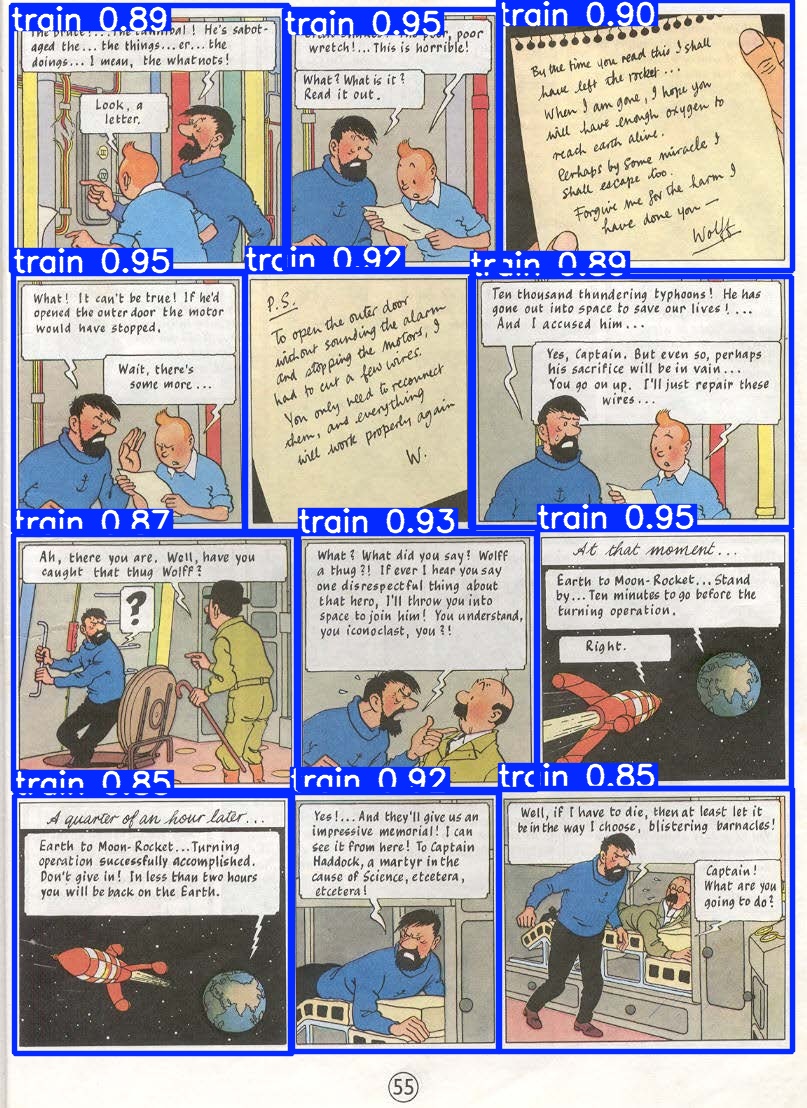 train 0.89
The brute!...The cannibal! He's sabot-
aged the... the things...er...the
doings...I mean, the whatnots!
Look, a
letter.
train 0.95
poor
wretch!...This is horrible!
What? What is it?
Read it out.
train 0.90
By the time you read this I shall
have left the rocket...
When I am gone, I hope you
will have enough oxygen to
reach earth alive.
Perhaps by some miracle I
shall escape too.
Forgive me for the harm I
have done you —
Wolff
train 0.95
What! It can't be true! If he'd
opened the outer door the motor
would have stopped.
Wait, there's
some more...
train 0.92
P.S.
To open the outer door
without sounding the alarm
and stopping the motors, I
had to cut a few wires.
You only need to reconnect
them, and everything
will work properly again
W.
train 0.89
Ten thousand thundering typhoons! He has
gone out into space to save our lives!...
And I accused him...
Yes, Captain. But even so, perhaps
his sacrifice will be in vain...
You go on up. I'll just repair these
wires...
train 0.87
Ah, there you are. Well, have you
caught that thug Wolff?
?
train 0.93
What? What did you say? Wolff
a thug?! If ever I hear you say
one disrespectful thing about
that hero, I'll throw you into
space to join him! You understand,
you iconoclast, you?!
train 0.95
At that moment...
Earth to Moon-Rocket...Stand
by...Ten minutes to go before the
turning operation.
Right.
train 0.85
A quarter of an hour later...
Earth to Moon-Rocket...Turning
operation successfully accomplished.
Don't give in! In less than two hours
you will be back on the Earth.
train 0.92
Yes!...And they'll give us an
impressive memorial! I can
see it from here! To Captain
Haddock, a martyr in the
cause of Science, etcetera,
etcetera!
train 0.85
Well, if I have to die, then at least let it
be in the way I choose, blistering barnacles!
Captain!
What are you
going to do?
55